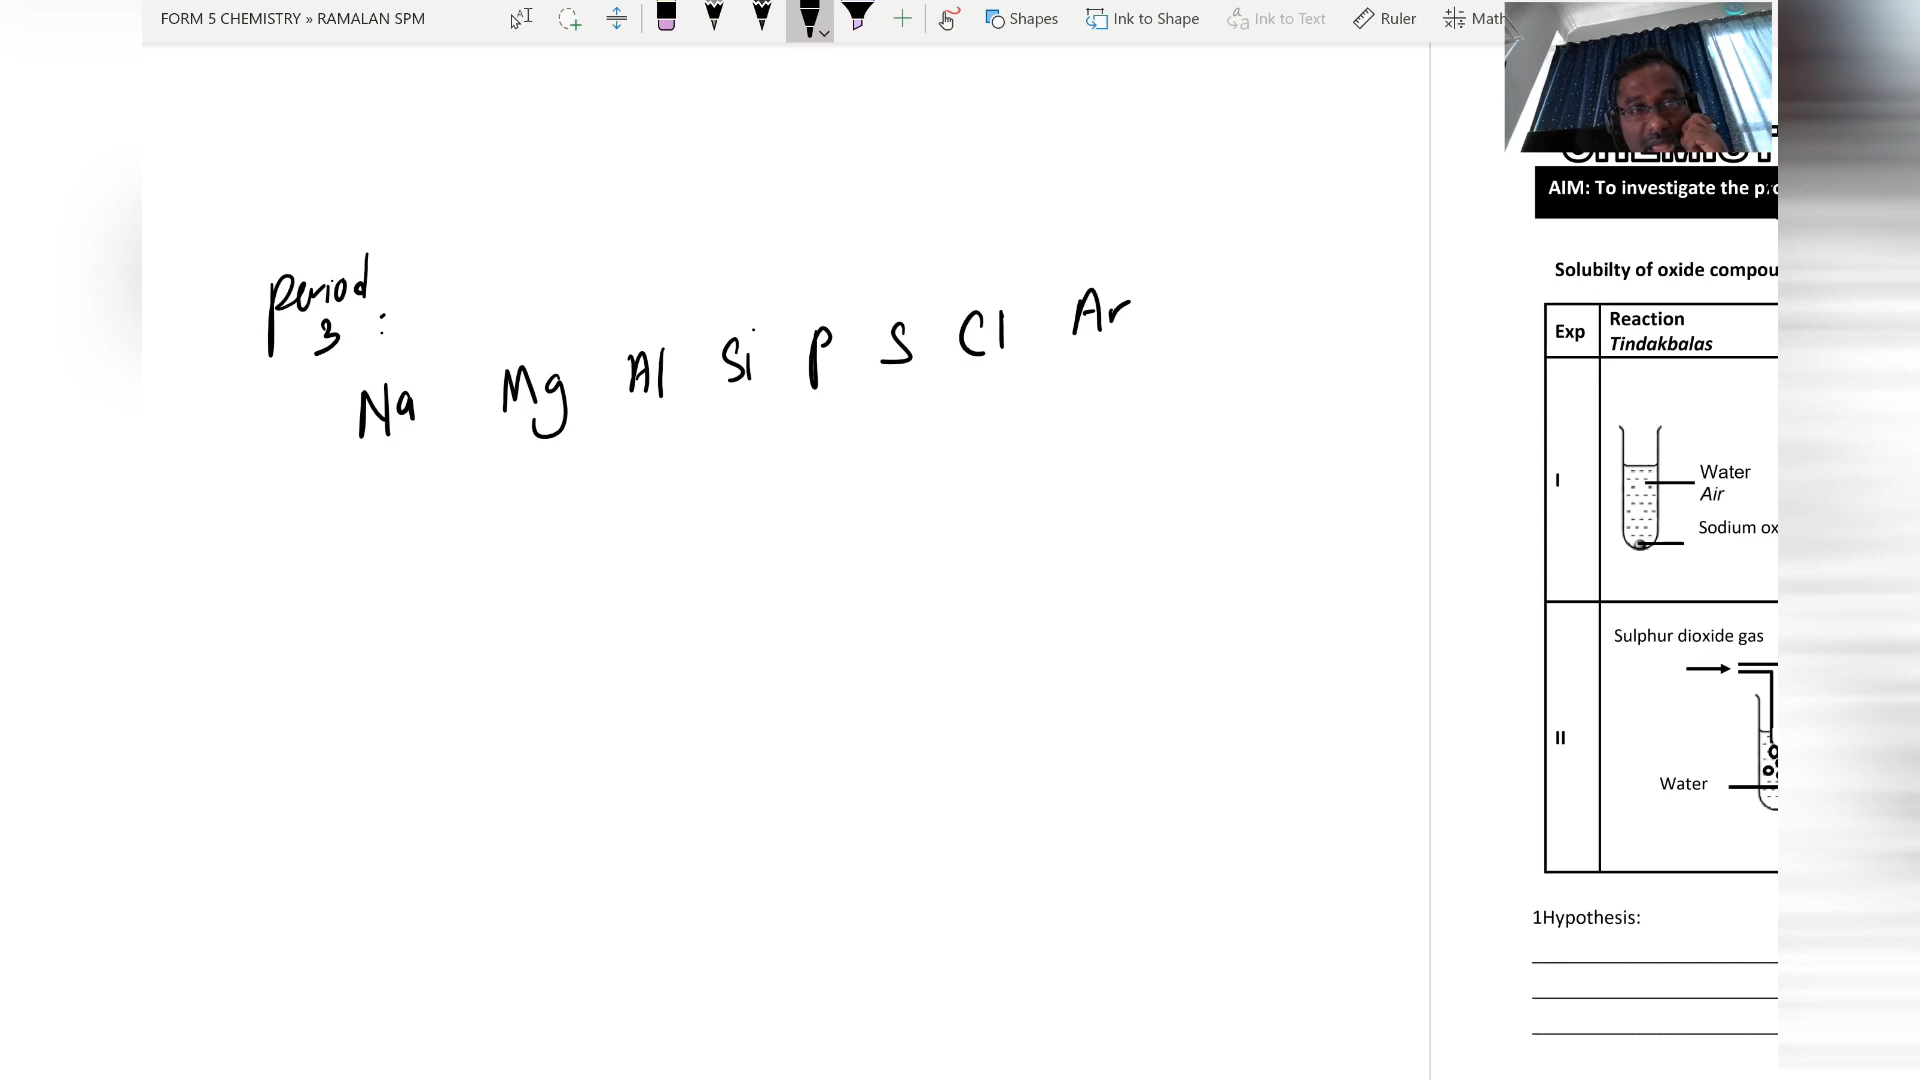 FORM 5 CHEMISTRY » RAMALAN SPM
Shapes
Ink to Shape
Ink to Text
Ruler
Math
AIM: To investigate the pro
Period
3 :
Na Mg Al Si P S Cl Ar
Solubilty of oxide compou
Exp
Reaction
Tindakbalas
I
Water
Air
Sodium ox
II
Sulphur dioxide gas
Water
1Hypothesis: